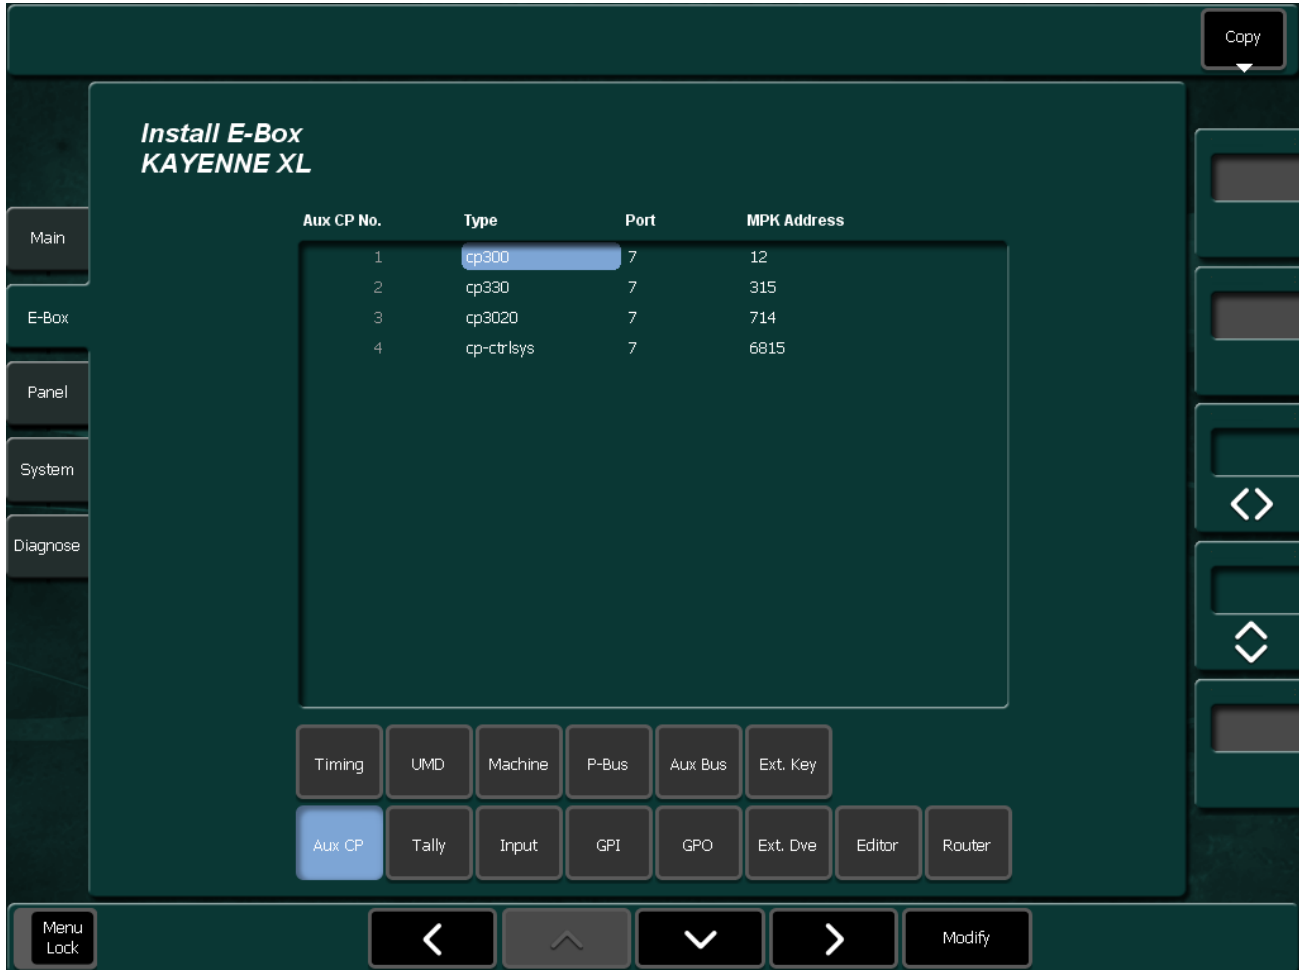 Copy
Install E-Box
KAYENNE XL
Aux CP No. Type Port MPK Address
1 cp300 7 12
2 cp330 7 315
3 cp3020 7 714
4 cp-ctrlsys 7 6815
Main
E-Box
Panel
System
Diagnose
Timing UMD Machine P-Bus Aux Bus Ext. Key
Aux CP Tally Input GPI GPO Ext. Dve Editor Router
Menu
Lock
Modify